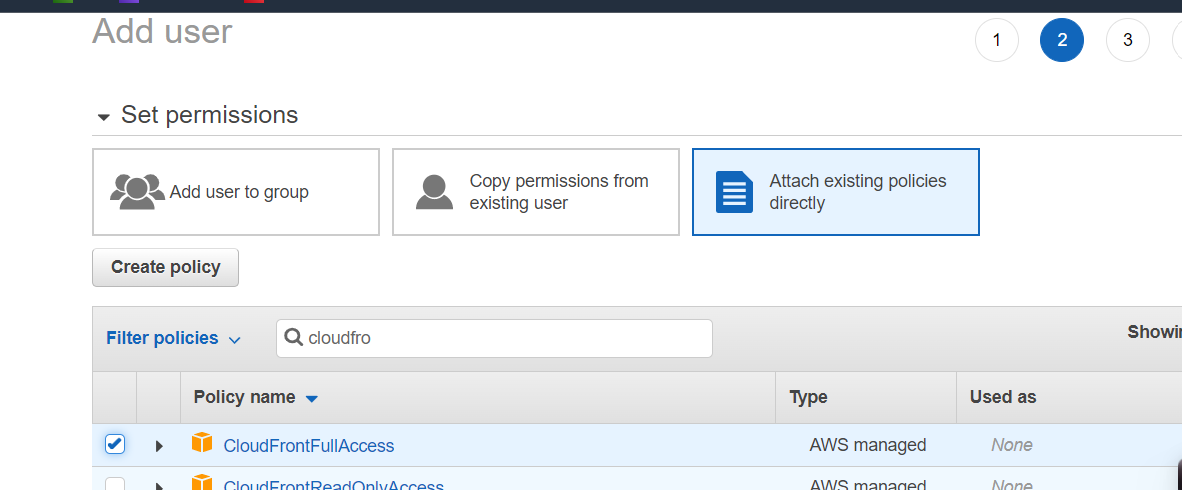 Add user
1
2
3
Set permissions
Add user to group
Copy permissions from
existing user
Attach existing policies
directly
Create policy
Filter policies
cloudfro
Showi
Policy name
Type
Used as
CloudFrontFullAccess
AWS managed
None
CloudFrontReadOnlyAccess
AWS managed
None